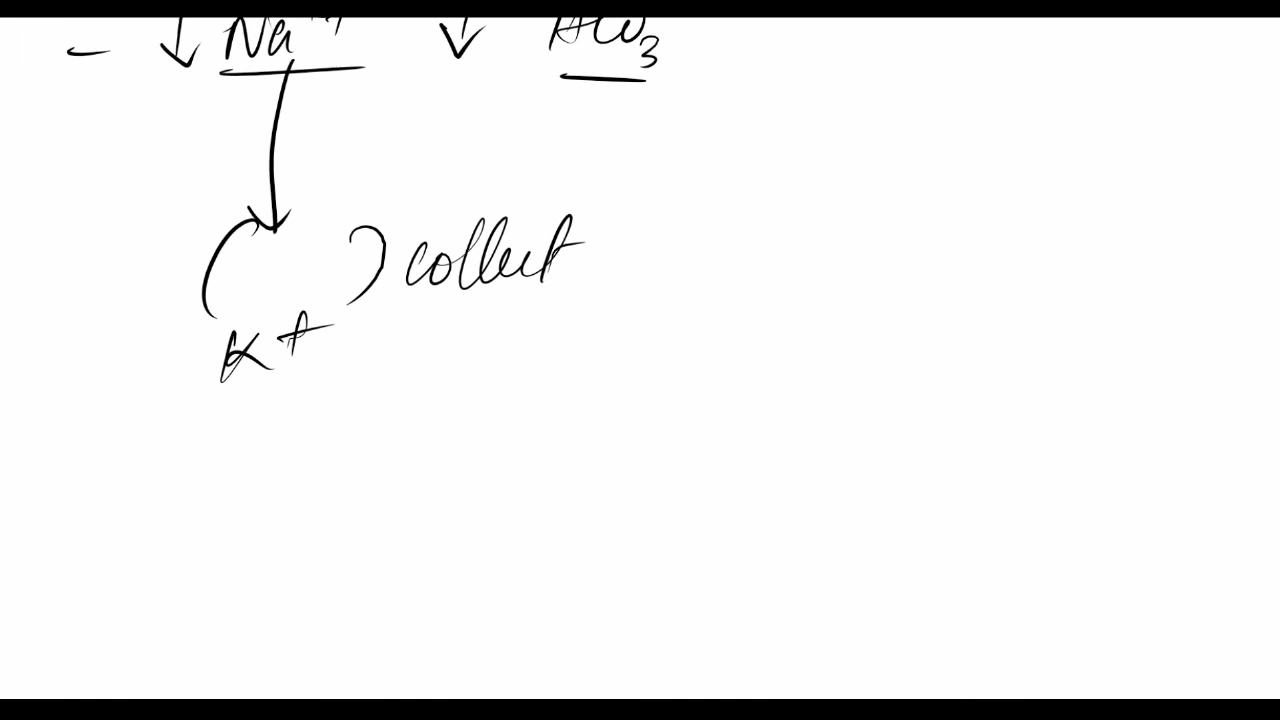 - ↓ Na⁺ ↓ HCO₃
( ) collect
K+